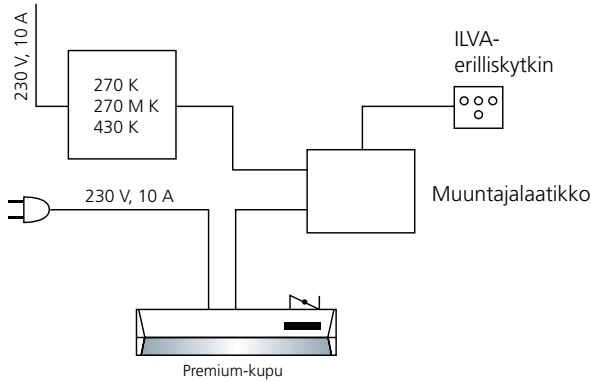 230 V, 10 A
270 K
270 M K
430 K
ILVA-
erilliskytkin
Muuntajalaatikko
230 V, 10 A
Premium-kupu